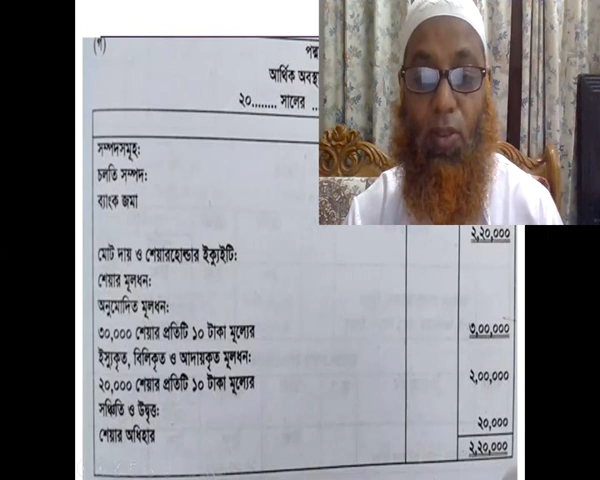 (গ)
আর্থিক
২০........ সালের ..
সম্পদসমূহ:
চলতি সম্পদ:
ব্যাংক জমা
২,২০,০০০
মোট দায় ও শেয়ারহোল্ডার ইক্যুইটি:
শেয়ার মূলধন:
অনুমোদিত মূলধন:
৩০,০০০ শেয়ার প্রতিটি ১০ টাকা মূল্যের ৩,০০,০০০
ইস্যুকৃত, বিলিকৃত ও আদায়কৃত মূলধন:
২০,০০০ শেয়ার প্রতিটি ১০ টাকা মূল্যের ২,০০,০০০
সঞ্চিতি ও উদ্বৃত্ত:
শেয়ার অধিহার ২০,০০০
২,২০,০০০